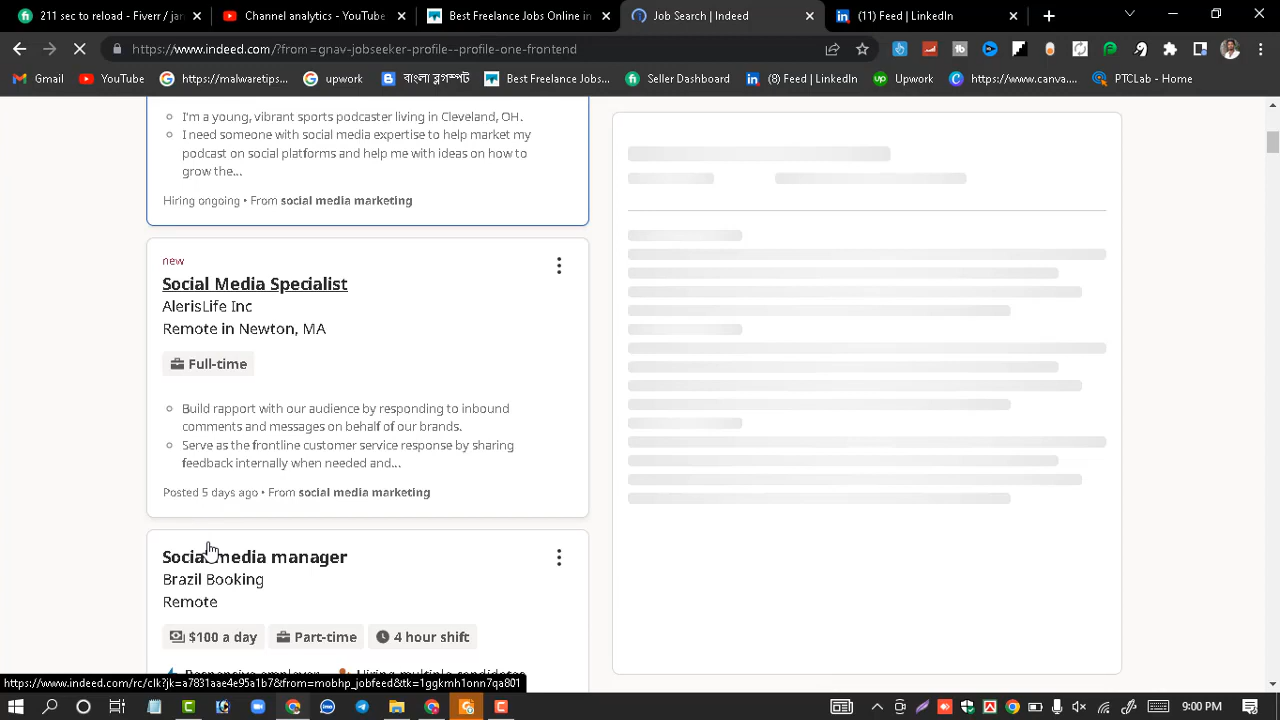 211 sec to reload - Fiverr / jan
Channel analytics - YouTube
Best Freelance Jobs Online in
Job Search | Indeed
(11) Feed | LinkedIn
https://www.indeed.com/?from=gnav-jobseeker-profile--profile-one-frontend
Gmail
YouTube
https://malwaretips...
upwork
বাংলা ব্লগস্পট
Best Freelance Jobs...
Seller Dashboard
(8) Feed | LinkedIn
Upwork
https://www.canva....
PTCLab - Home
I'm a young, vibrant sports podcaster living in Cleveland, OH.
I need someone with social media expertise to help market my
podcast on social platforms and help me with ideas on how to
grow the...
Hiring ongoing • From social media marketing
new
Social Media Specialist
AlerisLife Inc
Remote in Newton, MA
Full-time
Build rapport with our audience by responding to inbound
comments and messages on behalf of our brands.
Serve as the frontline customer service response by sharing
feedback internally when needed and...
Posted 5 days ago • From social media marketing
Social media manager
Brazil Booking
Remote
$100 a day
Part-time
4 hour shift
Responsive employer
Hiring multiple candidates
https://www.indeed.com/rc/clk?jk=a7831aae4e95a1b7&from=mobhp_jobfeed&tk=1ggkmh1onn7qa801
9:00 PM